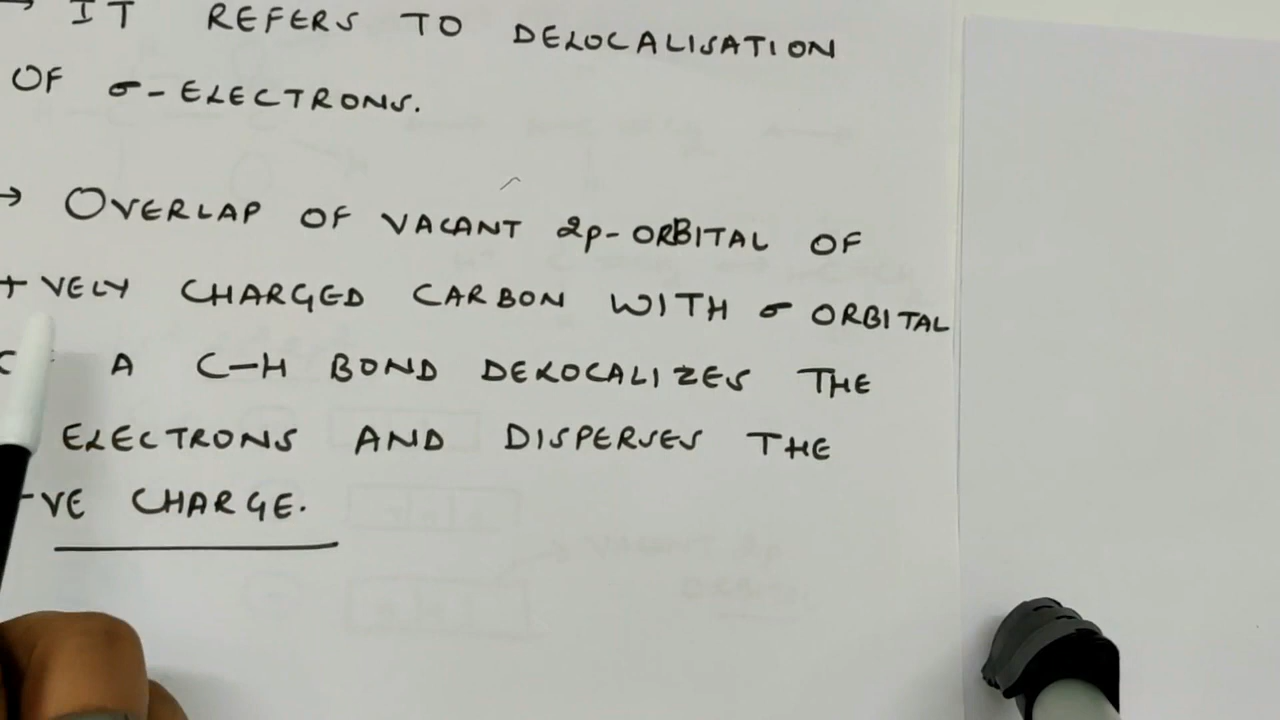 → IT REFERS TO DELOCALISATION
OF σ-ELECTRONS.
→ OVERLAP OF VACANT 2p-ORBITAL OF
+VELY CHARGED CARBON WITH σ ORBITAL
A C-H BOND DELOCALIZES THE
ELECTRONS AND DISPERSES THE
VE CHARGE.